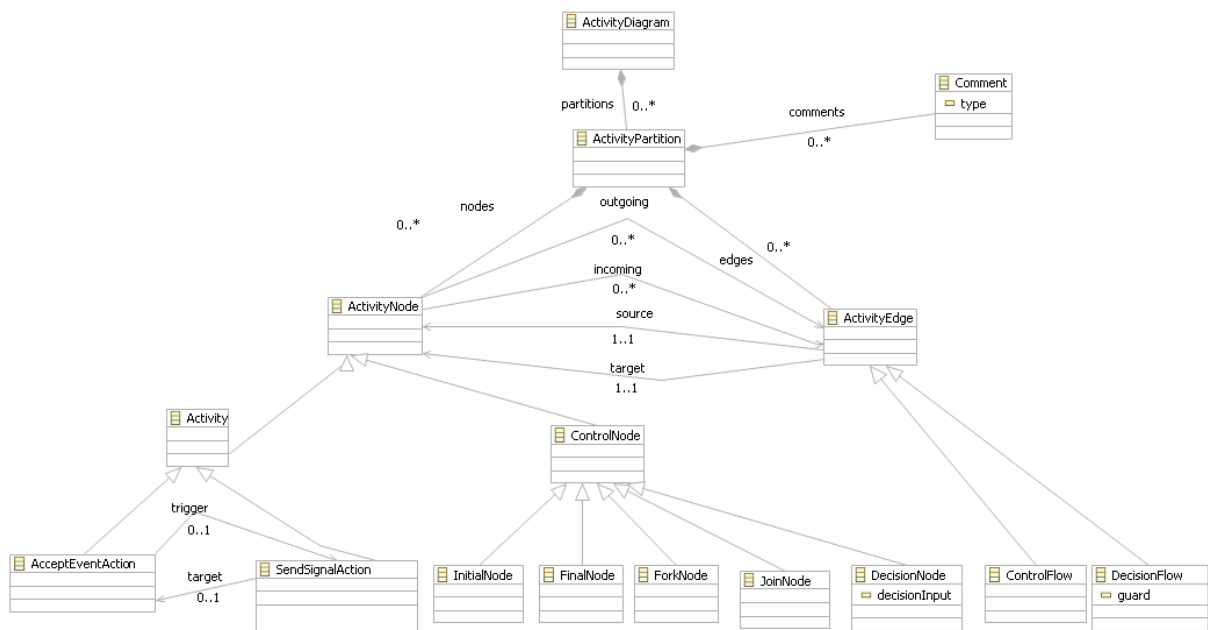 ActivityDiagram
partitions
0..*
Comment
type
comments
0..*
ActivityPartition
nodes
0..*
outgoing
0..*
0..*
edges
incoming
0..*
ActivityNode
source
1..1
ActivityEdge
target
1..1
Activity
ControlNode
trigger
0..1
AcceptEventAction
target
0..1
SendSignalAction
InitialNode
FinalNode
ForkNode
JoinNode
DecisionNode
decisionInput
ControlFlow
DecisionFlow
guard